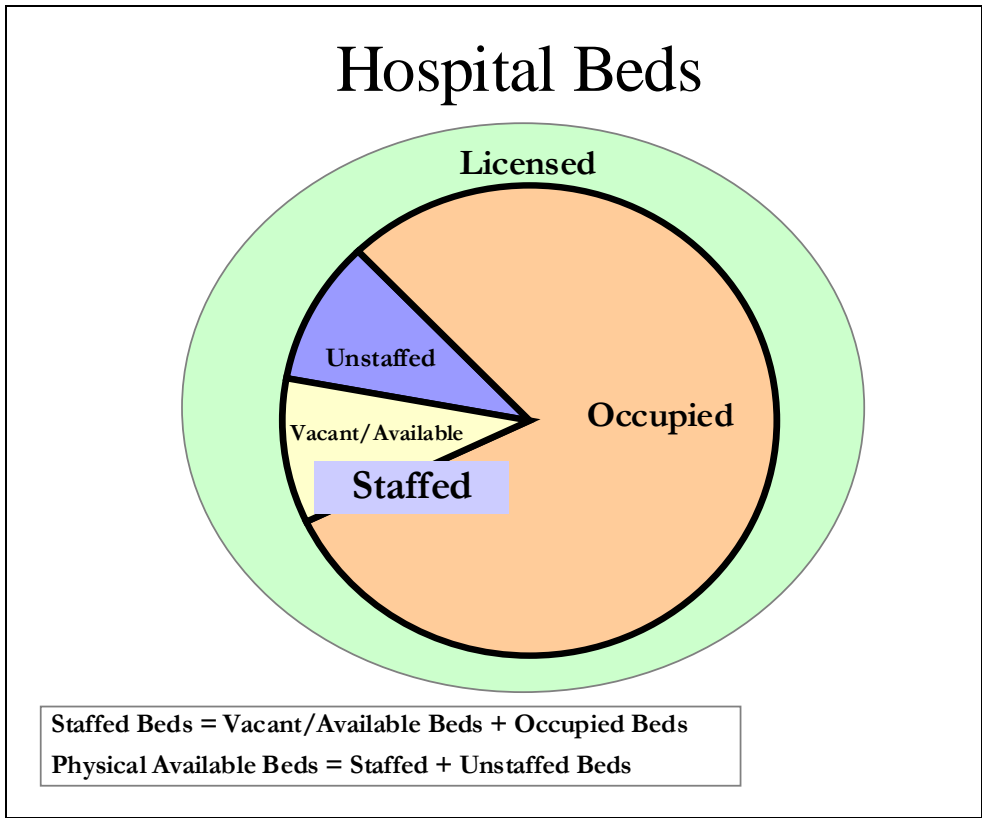 Hospital Beds
Licensed
Unstaffed
Occupied
Vacant/Available
Staffed
Staffed Beds = Vacant/Available Beds + Occupied Beds
Physical Available Beds = Staffed + Unstaffed Beds